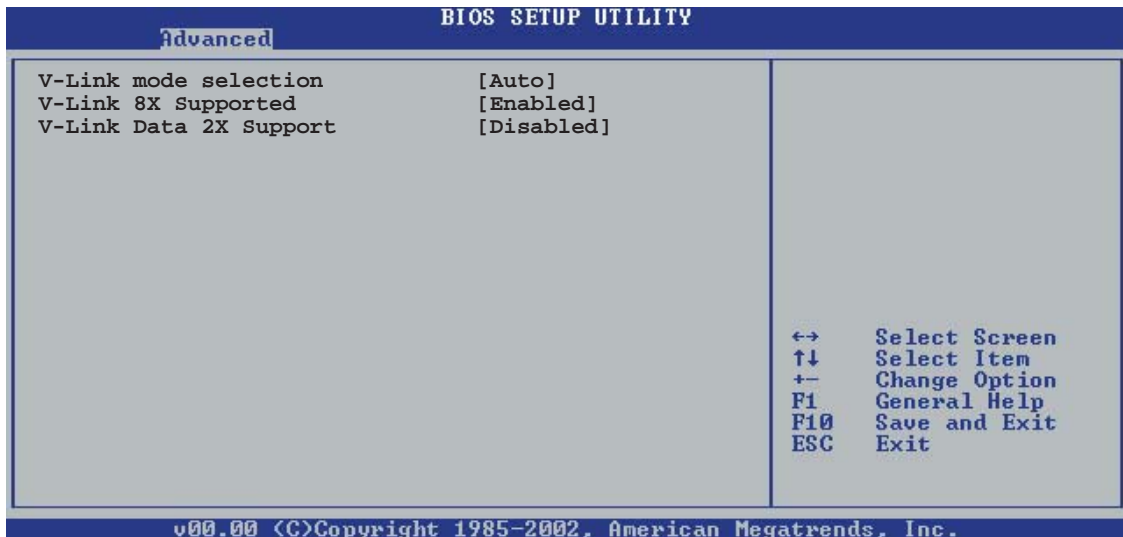 BIOS SETUP UTILITY
Advanced
V-Link mode selection [Auto]
V-Link 8X Supported [Enabled]
V-Link Data 2X Support [Disabled]
←→ Select Screen
↑↓ Select Item
+- Change Option
F1 General Help
F10 Save and Exit
ESC Exit
v00.00 (C)Copyright 1985-2002, American Megatrends, Inc.